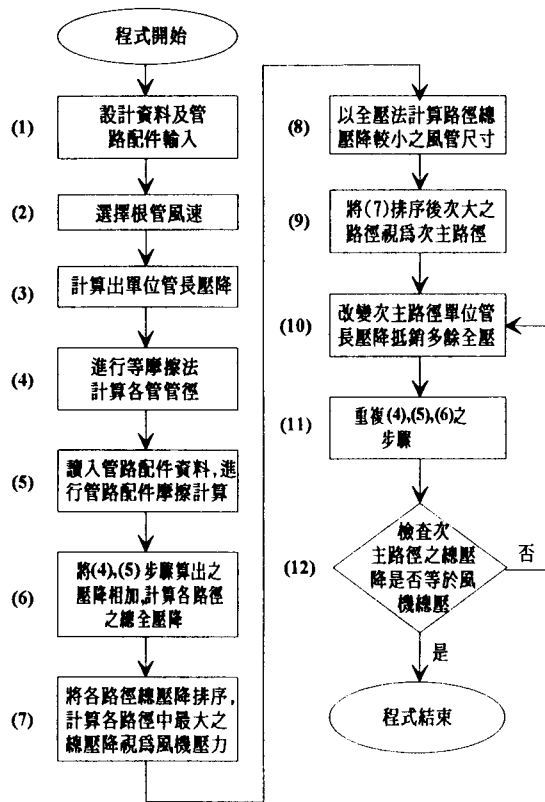 程式開始
(1)
設計資料及管
路配件輸入
(2)
選擇根管風速
(3)
計算出單位管長壓降
(4)
進行等摩擦法
計算各管管徑
(5)
讀入管路配件資料,進
行管路配件摩擦計算
(6)
將(4),(5)步驟算出之
壓降相加,計算各路徑
之總全壓降
(7)
將各路徑總壓降排序,
計算各路徑中最大之
總壓降視爲風機壓力
(8)
以全壓法計算路徑總
壓降較小之風管尺寸
(9)
將(7)排序後次大之
路徑視爲次主路徑
(10)
改變次主路徑單位管
長壓降抵銷多餘全壓
(11)
重複(4),(5),(6)之
步驟
(12)
檢查次
主路徑之總壓
降是否等於風
機總壓
否
是
程式結束